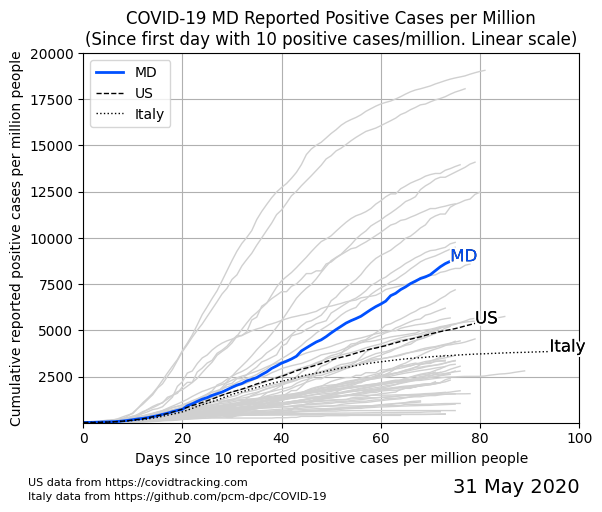 COVID-19 MD Reported Positive Cases per Million
(Since first day with 10 positive cases/million. Linear scale)
Cumulative reported positive cases per million people
20000
17500
15000
12500
10000
7500
5000
2500
MD
US
Italy
MD
US
Italy
0 20 40 60 80 100
Days since 10 reported positive cases per million people
US data from https://covidtracking.com
Italy data from https://github.com/pcm-dpc/COVID-19
31 May 2020